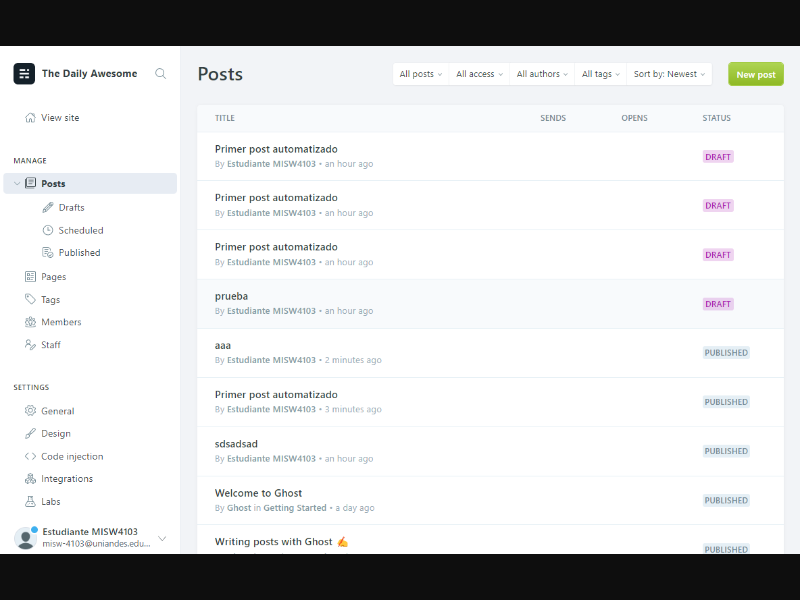 The Daily Awesome
View site
MANAGE
Posts
Drafts
Scheduled
Published
Pages
Tags
Members
Staff
SETTINGS
General
Design
Code injection
Integrations
Labs
Estudiante MISW4103
misw-4103@uniandes.edu...
Posts
All posts All access All authors All tags Sort by: Newest
New post
TITLE SENDS OPENS STATUS
Primer post automatizado
By Estudiante MISW4103 • an hour ago
DRAFT
Primer post automatizado
By Estudiante MISW4103 • an hour ago
DRAFT
Primer post automatizado
By Estudiante MISW4103 • an hour ago
DRAFT
prueba
By Estudiante MISW4103 • an hour ago
DRAFT
aaa
By Estudiante MISW4103 • 2 minutes ago
PUBLISHED
Primer post automatizado
By Estudiante MISW4103 • 3 minutes ago
PUBLISHED
sdsadsad
By Estudiante MISW4103 • an hour ago
PUBLISHED
Welcome to Ghost
By Ghost in Getting Started • a day ago
PUBLISHED
Writing posts with Ghost ✍️
PUBLISHED